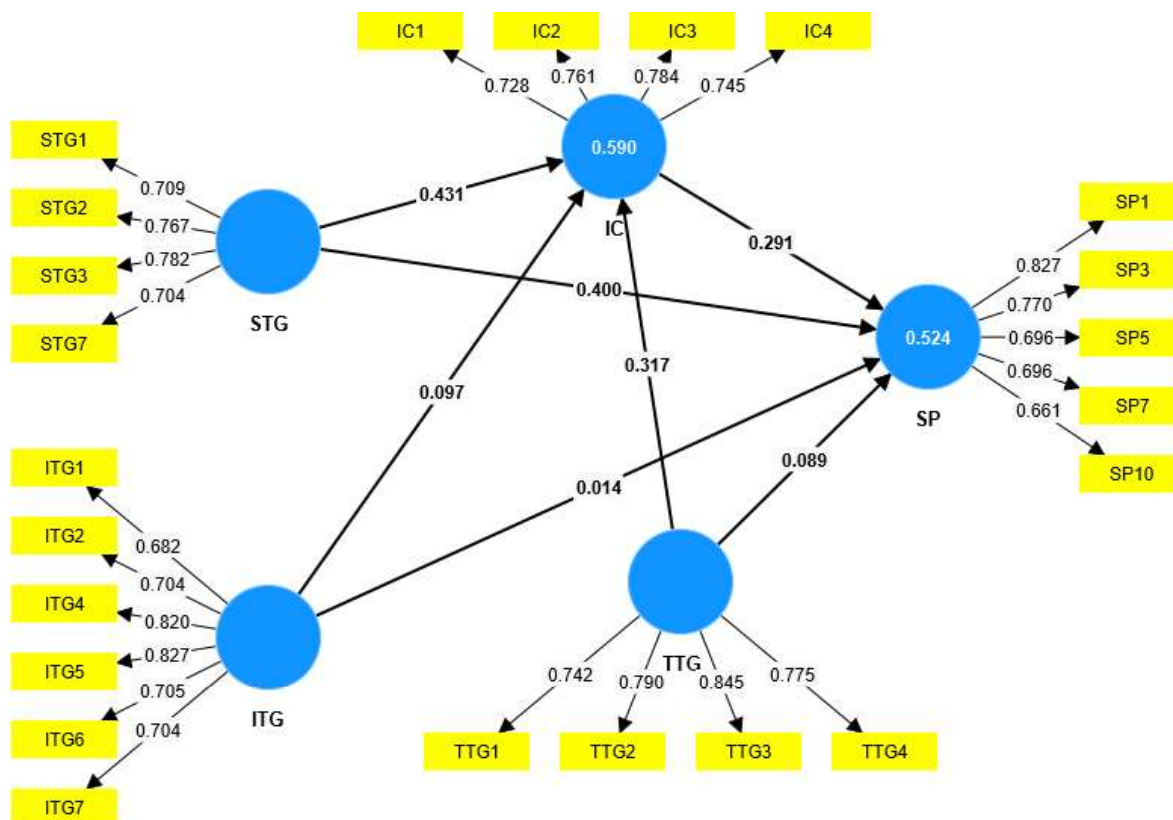 IC1
IC2
IC3
IC4
0.728
0.761
0.784
0.745
STG1
STG2
STG3
STG7
0.709
0.767
0.782
0.704
STG
0.590
IC
0.431
0.291
0.400
0.097
0.317
0.014
0.089
0.524
SP
SP1
SP3
SP5
SP7
SP10
0.827
0.770
0.696
0.696
0.661
ITG1
ITG2
ITG4
ITG5
ITG6
ITG7
0.682
0.704
0.820
0.827
0.705
0.704
ITG
TTG
0.742
0.790
0.845
0.775
TTG1
TTG2
TTG3
TTG4